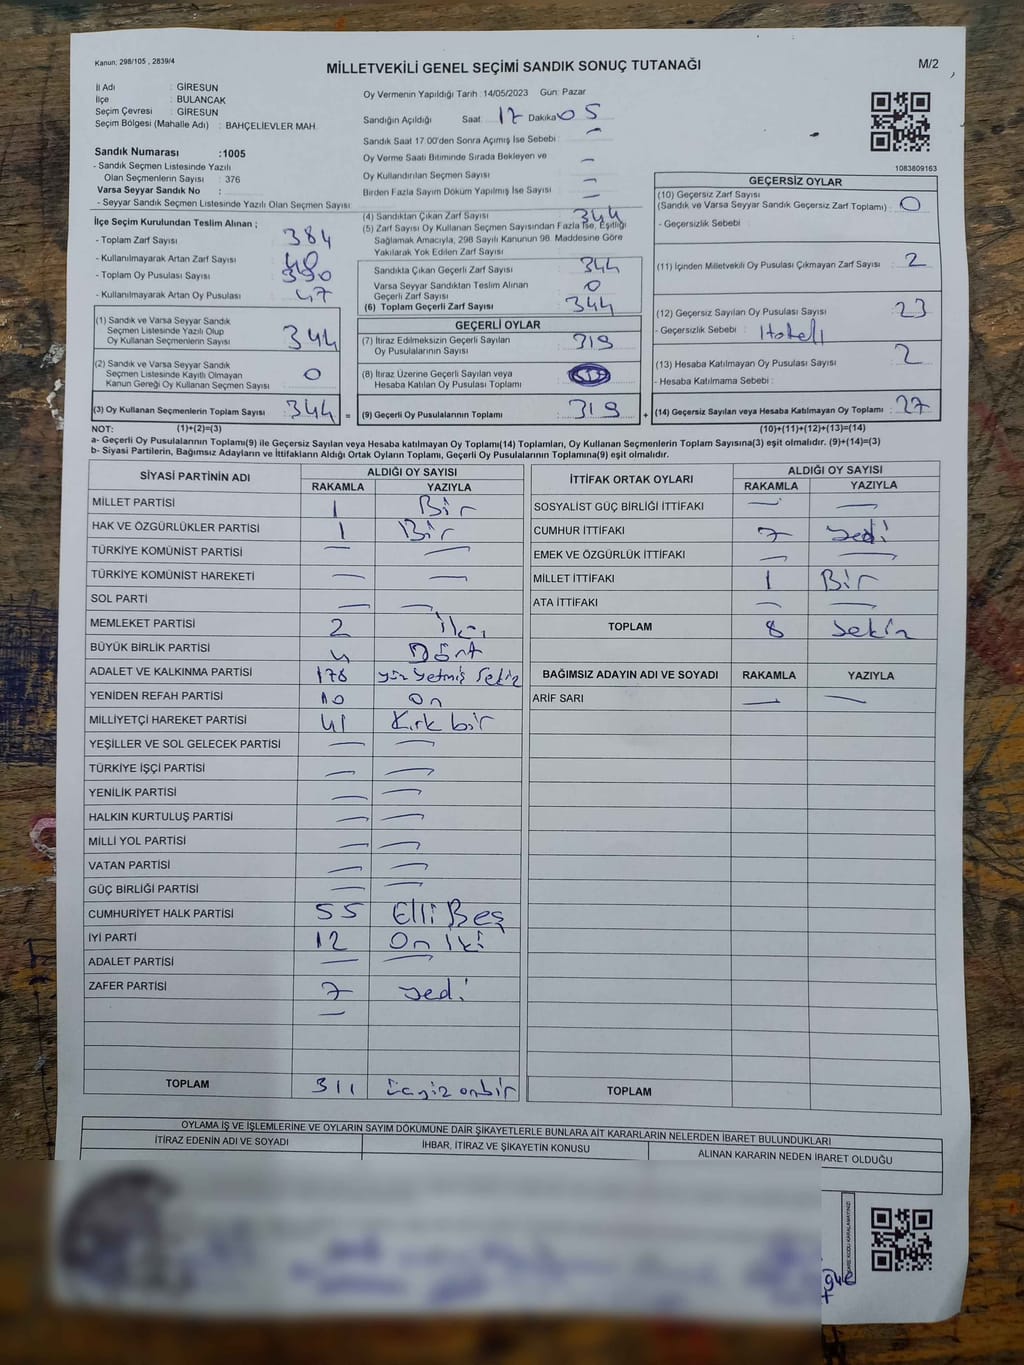 Kanun: 298/105 , 2839/4
MİLLETVEKİLİ GENEL SEÇİMİ SANDIK SONUÇ TUTANAĞI
M/2
İl Adı : GİRESUN
İlçe : BULANCAK
Seçim Çevresi : GİRESUN
Seçim Bölgesi (Mahalle Adı) : BAHÇELİEVLER MAH.
Sandık Numarası :1005
- Sandık Seçmen Listesinde Yazılı
Olan Seçmenlerin Sayısı : 376
Varsa Seyyar Sandık No :
- Seyyar Sandık Seçmen Listesinde Yazılı Olan Seçmen Sayısı
Oy Vermenin Yapıldığı Tarih :14/05/2023 Gün: Pazar
Sandığın Açıldığı Saat 17 Dakika 05
Sandık Saat 17.00'den Sonra Açımış İse Sebebi : –
Oy Verme Saati Bitiminde Sırada Bekleyen ve
Oy Kullandırılan Seçmen Sayısı : –
Birden Fazla Sayım Döküm Yapılmış İse Sayısı : –
1083809163
İlçe Seçim Kurulundan Teslim Alınan ;
- Toplam Zarf Sayısı : 384
- Kullanılmayarak Artan Zarf Sayısı : 40
- Toplam Oy Pusulası Sayısı
- Kullanılmayarak Artan Oy Pusulası : 47
(1) Sandık ve Varsa Seyyar Sandık
Seçmen Listesinde Yazılı Olup
Oy Kullanan Seçmenlerin Sayısı : 344
(2) Sandık ve Varsa Seyyar Sandık
Seçmen Listesinde Kayıtlı Olmayan
Kanun Gereği Oy Kullanan Seçmen Sayısı : 0
(3) Oy Kullanan Seçmenlerin Toplam Sayısı : 344 =
(4) Sandıktan Çıkan Zarf Sayısı : 344
(5) Zarf Sayısı Oy Kullanan Seçmen Sayısından Fazla İse, Eşitliği
Sağlamak Amacıyla, 298 Sayılı Kanunun 98. Maddesine Göre
Yakılarak Yok Edilen Zarf Sayısı
Sandıkta Çıkan Geçerli Zarf Sayısı : 344
Varsa Seyyar Sandıktan Teslim Alınan
Geçerli Zarf Sayısı : 0
(6) Toplam Geçerli Zarf Sayısı : 344
GEÇERLİ OYLAR
(7) İtiraz Edilmeksizin Geçerli Sayılan
Oy Pusulalarının Sayısı : 319
(8) İtiraz Üzerine Geçerli Sayılan veya
Hesaba Katılan Oy Pusulası Toplamı :
(9) Geçerli Oy Pusulalarının Toplamı : 319 +
GEÇERSİZ OYLAR
(10) Geçersiz Zarf Sayısı
(Sandık ve Varsa Seyyar Sandık Geçersiz Zarf Toplamı) : 0
- Geçersizlik Sebebi :
(11) İçinden Milletvekili Oy Pusulası Çıkmayan Zarf Sayısı : 2
(12) Geçersiz Sayılan Oy Pusulası Sayısı : 23
- Geçersizlik Sebebi : Hatalı
(13) Hesaba Katılmayan Oy Pusulası Sayısı : 2
- Hesaba Katılmama Sebebi :
(14) Geçersiz Sayılan veya Hesaba Katılmayan Oy Toplamı : 27
NOT: (1)+(2)=(3) (10)+(11)+(12)+(13)=(14)
a- Geçerli Oy Pusulalarının Toplamı(9) ile Geçersiz Sayılan veya Hesaba katılmayan Oy Toplamı(14) Toplamları, Oy Kullanan Seçmenlerin Toplam Sayısına(3) eşit olmalıdır. (9)+(14)=(3)
b- Siyasi Partilerin, Bağımsız Adayların ve İttifakların Aldığı Ortak Oyların Toplamı, Geçerli Oy Pusulalarının Toplamına(9) eşit olmalıdır.
SİYASİ PARTİNİN ADI ALDIĞI OY SAYISI
RAKAMLA YAZIYLA
MİLLET PARTİSİ 1 Bir
HAK VE ÖZGÜRLÜKLER PARTİSİ 1 Bir
TÜRKİYE KOMÜNİST PARTİSİ – –
TÜRKİYE KOMÜNİST HAREKETİ – –
SOL PARTİ – –
MEMLEKET PARTİSİ 2 İki
BÜYÜK BİRLİK PARTİSİ 4 Dört
ADALET VE KALKINMA PARTİSİ 178 yüz yetmiş sekiz
YENİDEN REFAH PARTİSİ 10 On
MİLLİYETÇİ HAREKET PARTİSİ 41 Kırk bir
YEŞİLLER VE SOL GELECEK PARTİSİ – –
TÜRKİYE İŞÇİ PARTİSİ – –
YENİLİK PARTİSİ – –
HALKIN KURTULUŞ PARTİSİ – –
MİLLİ YOL PARTİSİ – –
VATAN PARTİSİ – –
GÜÇ BİRLİĞİ PARTİSİ – –
CUMHURİYET HALK PARTİSİ 55 Elli Beş
İYİ PARTİ 12 On iki
ADALET PARTİSİ – –
ZAFER PARTİSİ 7 yedi
–
TOPLAM 311 üçyüz onbir
İTTİFAK ORTAK OYLARI ALDIĞI OY SAYISI
RAKAMLA YAZIYLA
SOSYALİST GÜÇ BİRLİĞİ İTTİFAKI – –
CUMHUR İTTİFAKI 7 yedi
EMEK VE ÖZGÜRLÜK İTTİFAKI – –
MİLLET İTTİFAKI 1 Bir
ATA İTTİFAKI – –
TOPLAM 8 sekiz
BAĞIMSIZ ADAYIN ADI VE SOYADI RAKAMLA YAZIYLA
ARİF SARI – –
TOPLAM
OYLAMA İŞ VE İŞLEMLERİNE VE OYLARIN SAYIM DÖKÜMÜNE DAİR ŞİKAYETLERLE BUNLARA AİT KARARLARIN NELERDEN İBARET BULUNDUKLARI
İTİRAZ EDENİN ADI VE SOYADI İHBAR, İTİRAZ VE ŞİKAYETİN KONUSU ALINAN KARARIN NEDEN İBARET OLDUĞU